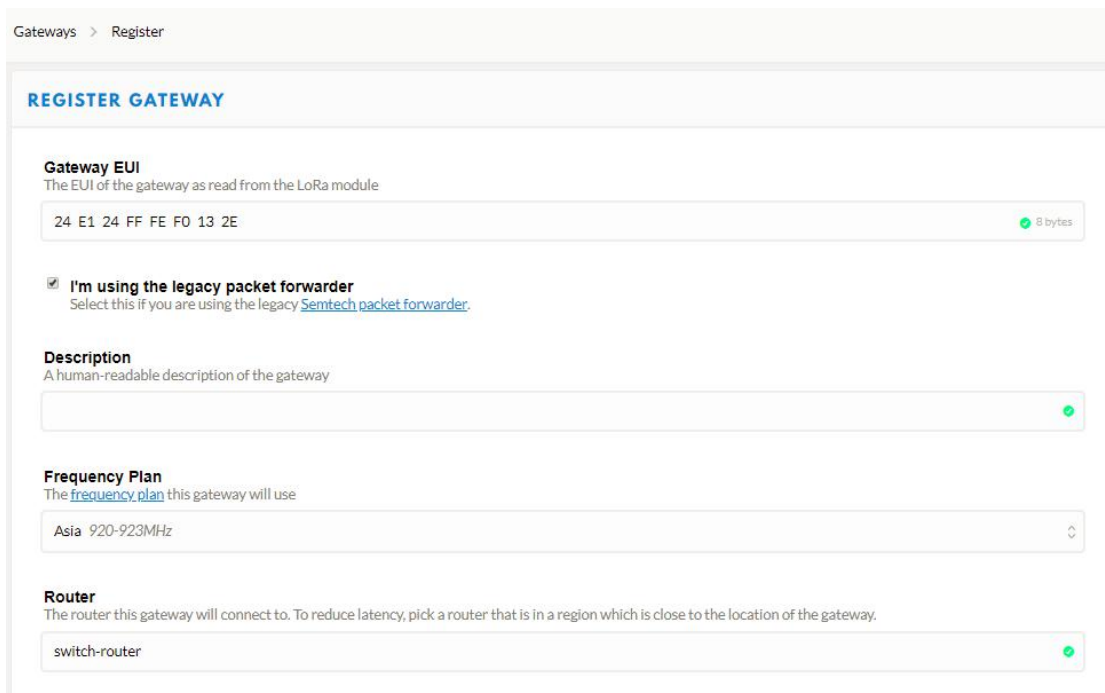 Gateways > Register
REGISTER GATEWAY
Gateway EUI
The EUI of the gateway as read from the LoRa module
24 E1 24 FF FE F0 13 2E 8 bytes
I'm using the legacy packet forwarder
Select this if you are using the legacy Semtech packet forwarder.
Description
A human-readable description of the gateway
Frequency Plan
The frequency plan this gateway will use
Asia 920-923MHz
Router
The router this gateway will connect to. To reduce latency, pick a router that is in a region which is close to the location of the gateway.
switch-router